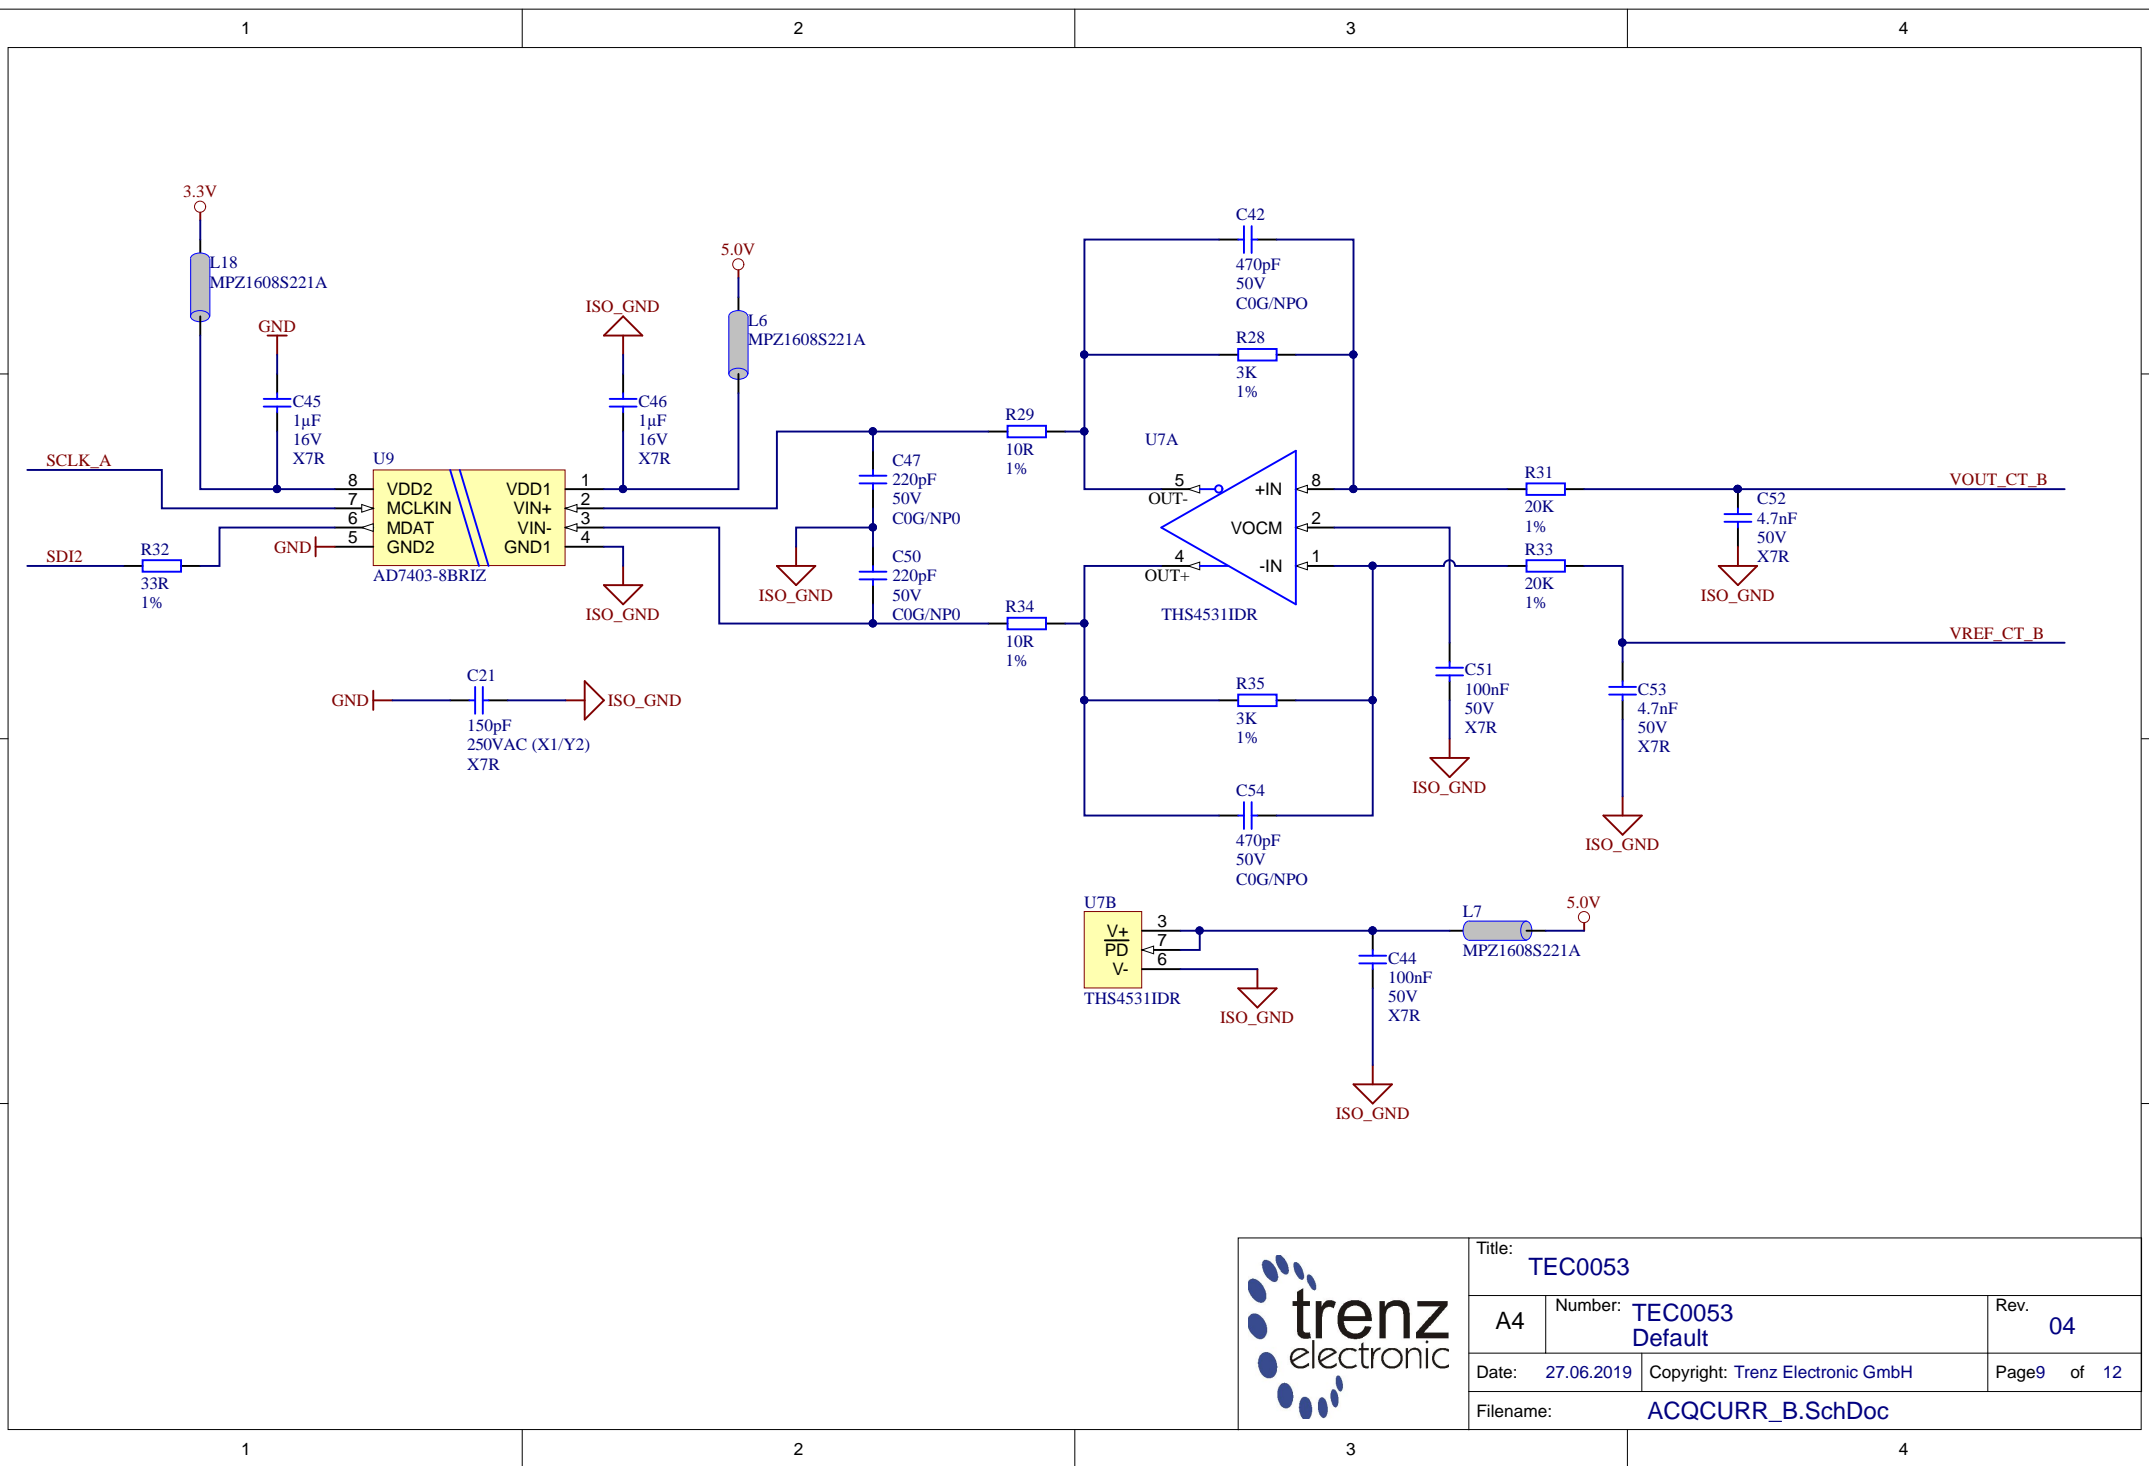 1
2
3
4
3.3V
L18
MPZ1608S221A
GND
C45
1µF
16V
X7R
ISO_GND
C46
1µF
16V
X7R
5.0V
L6
MPZ1608S221A
SCLK_A
SDI2
R32
33R
1%
GND
U9
8
7
6
5
VDD2
MCLKIN
MDAT
GND2
VDD1
VIN+
VIN-
GND1
1
2
3
4
AD7403-8BRIZ
ISO_GND
GND
C21
150pF
250VAC (X1/Y2)
X7R
ISO_GND
C47
220pF
50V
C0G/NP0
ISO_GND
C50
220pF
50V
C0G/NP0
R29
10R
1%
R34
10R
1%
C42
470pF
50V
C0G/NPO
R28
3K
1%
U7A
5
OUT-
4
OUT+
+IN
VOCM
-IN
8
2
1
THS4531IDR
R35
3K
1%
C54
470pF
50V
C0G/NPO
R31
20K
1%
R33
20K
1%
C51
100nF
50V
X7R
ISO_GND
VOUT_CT_B
C52
4.7nF
50V
X7R
ISO_GND
VREF_CT_B
C53
4.7nF
50V
X7R
ISO_GND
U7B
V+
PD
V-
3
7
6
THS4531IDR
ISO_GND
C44
100nF
50V
X7R
ISO_GND
L7
MPZ1608S221A
5.0V
trenz
electronic
Title:
TEC0053
A4
Number: TEC0053
Default
Rev.
04
Date: 27.06.2019
Copyright: Trenz Electronic GmbH
Page9 of 12
Filename: ACQCURR_B.SchDoc
1
2
3
4